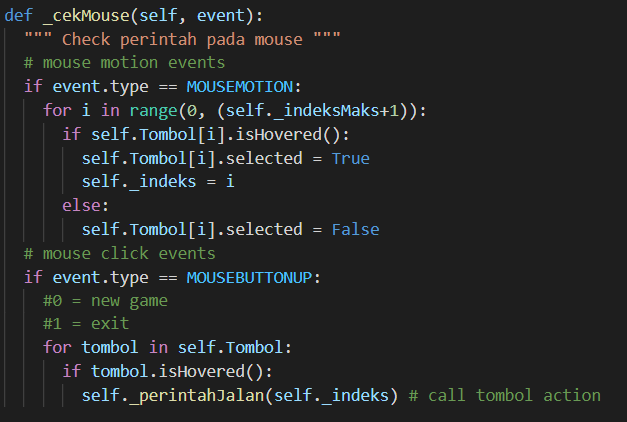 def _cekMouse(self, event):
""" Check perintah pada mouse """
# mouse motion events
if event.type == MOUSEMOTION:
for i in range(0, (self._indeksMaks+1)):
if self.Tombol[i].isHovered():
self.Tombol[i].selected = True
self._indeks = i
else:
self.Tombol[i].selected = False
# mouse click events
if event.type == MOUSEBUTTONUP:
#0 = new game
#1 = exit
for tombol in self.Tombol:
if tombol.isHovered():
self._perintahJalan(self._indeks) # call tombol action